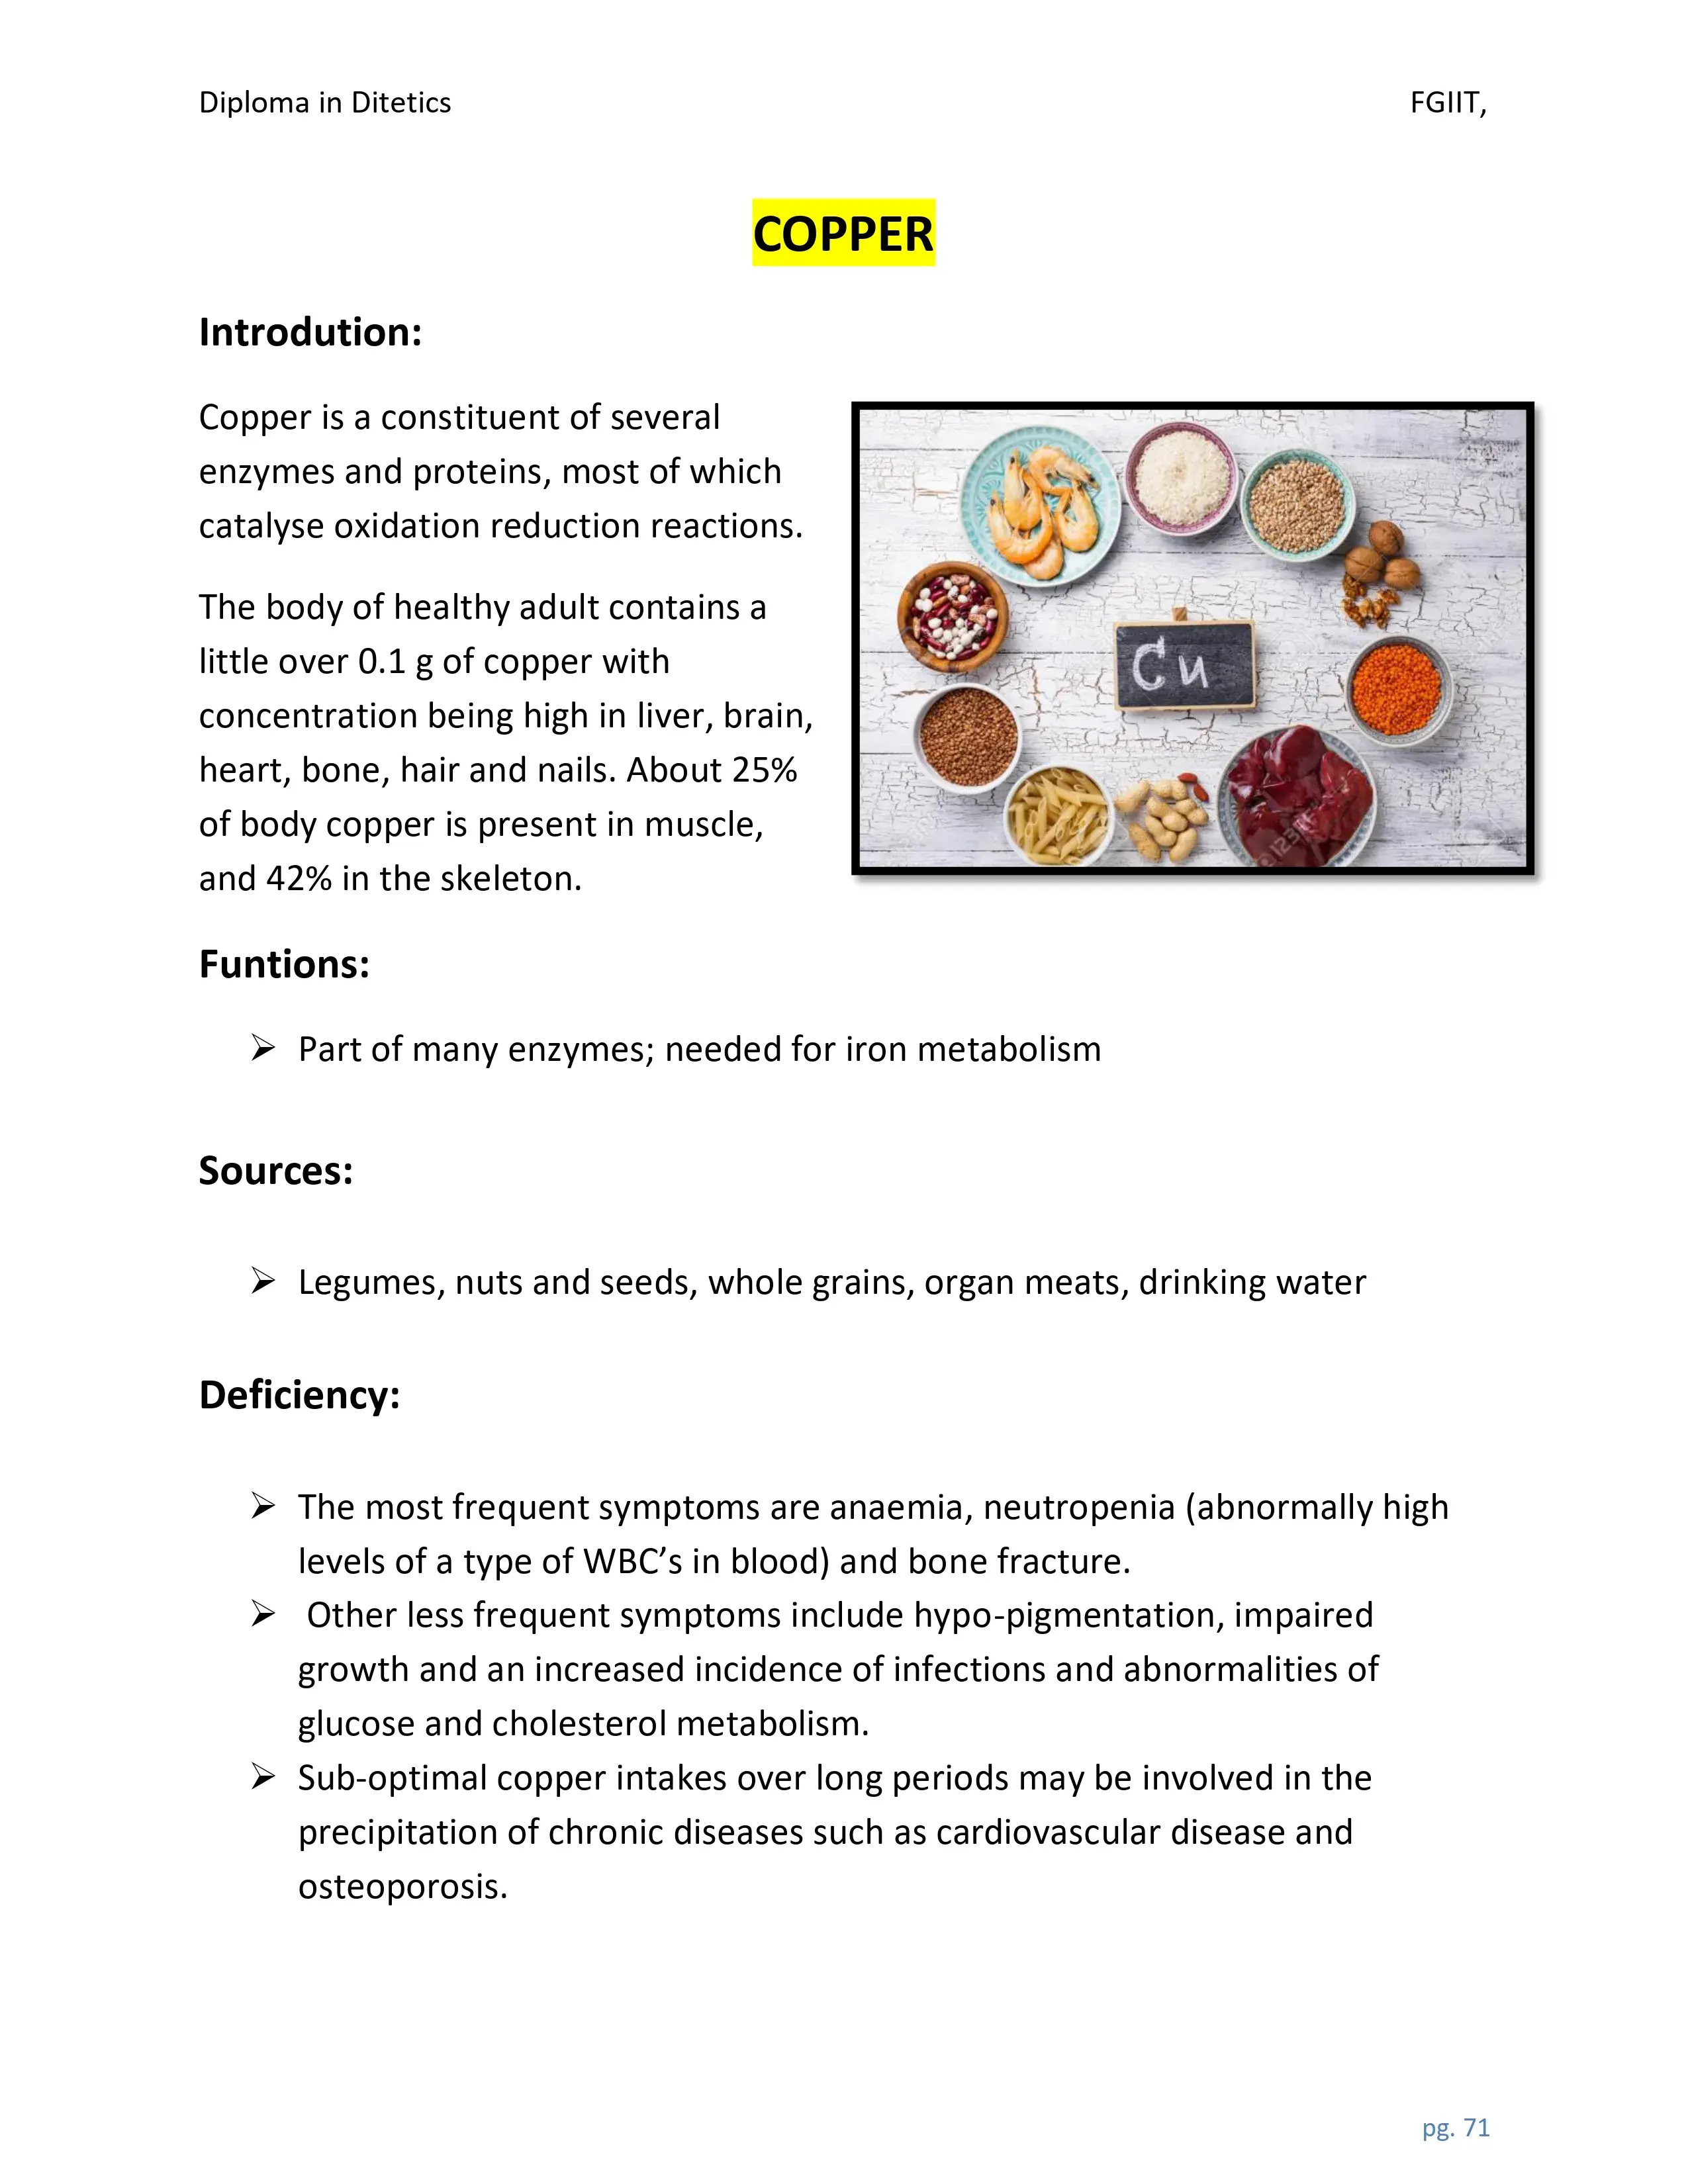 Diploma in Ditetics FGIIT,
COPPER
Introdution:
Copper is a constituent of several
enzymes and proteins, most of which
catalyse oxidation reduction reactions.
The body of healthy adult contains a
little over 0.1 g of copper with
concentration being high in liver, brain,
heart, bone, hair and nails. About 25%
of body copper is present in muscle,
and 42% in the skeleton.
Cu
Funtions:
➢ Part of many enzymes; needed for iron metabolism
Sources:
➢ Legumes, nuts and seeds, whole grains, organ meats, drinking water
Deficiency:
➢ The most frequent symptoms are anaemia, neutropenia (abnormally high
levels of a type of WBC’s in blood) and bone fracture.
➢ Other less frequent symptoms include hypo-pigmentation, impaired
growth and an increased incidence of infections and abnormalities of
glucose and cholesterol metabolism.
➢ Sub-optimal copper intakes over long periods may be involved in the
precipitation of chronic diseases such as cardiovascular disease and
osteoporosis.
pg. 71